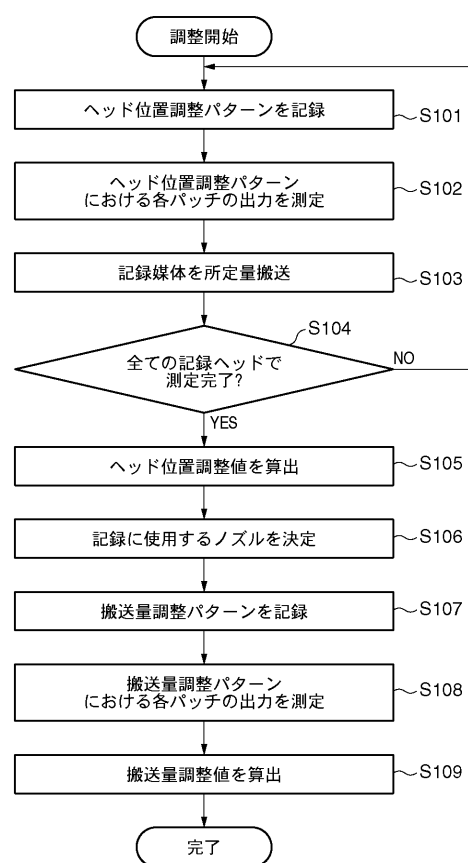 調整開始
ヘッド位置調整パターンを記録
S101
ヘッド位置調整パターン
における各パッチの出力を測定
S102
記録媒体を所定量搬送
S103
S104
全ての記録ヘッドで
測定完了?
NO
YES
ヘッド位置調整値を算出
S105
記録に使用するノズルを決定
S106
搬送量調整パターンを記録
S107
搬送量調整パターン
における各パッチの出力を測定
S108
搬送量調整値を算出
S109
完了